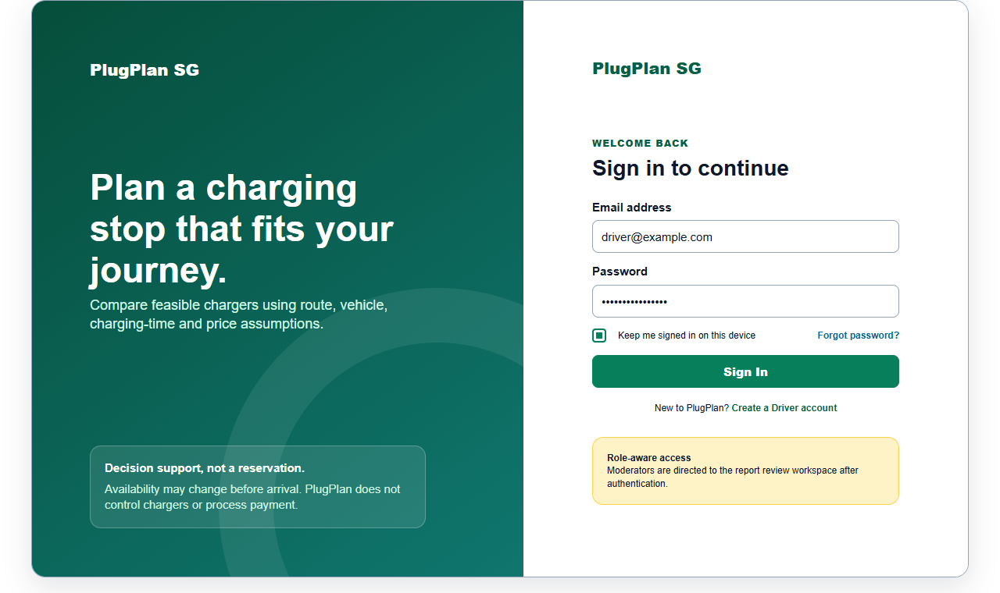 PlugPlan SG
Plan a charging
stop that fits your
journey.
Compare feasible chargers using route, vehicle,
charging-time and price assumptions.
Decision support, not a reservation.
Availability may change before arrival. PlugPlan does not
control chargers or process payment.
PlugPlan SG
WELCOME BACK
Sign in to continue
Email address
driver@example.com
Password
••••••••••••••••
Keep me signed in on this device
Forgot password?
Sign In
New to PlugPlan? Create a Driver account
Role-aware access
Moderators are directed to the report review workspace after
authentication.